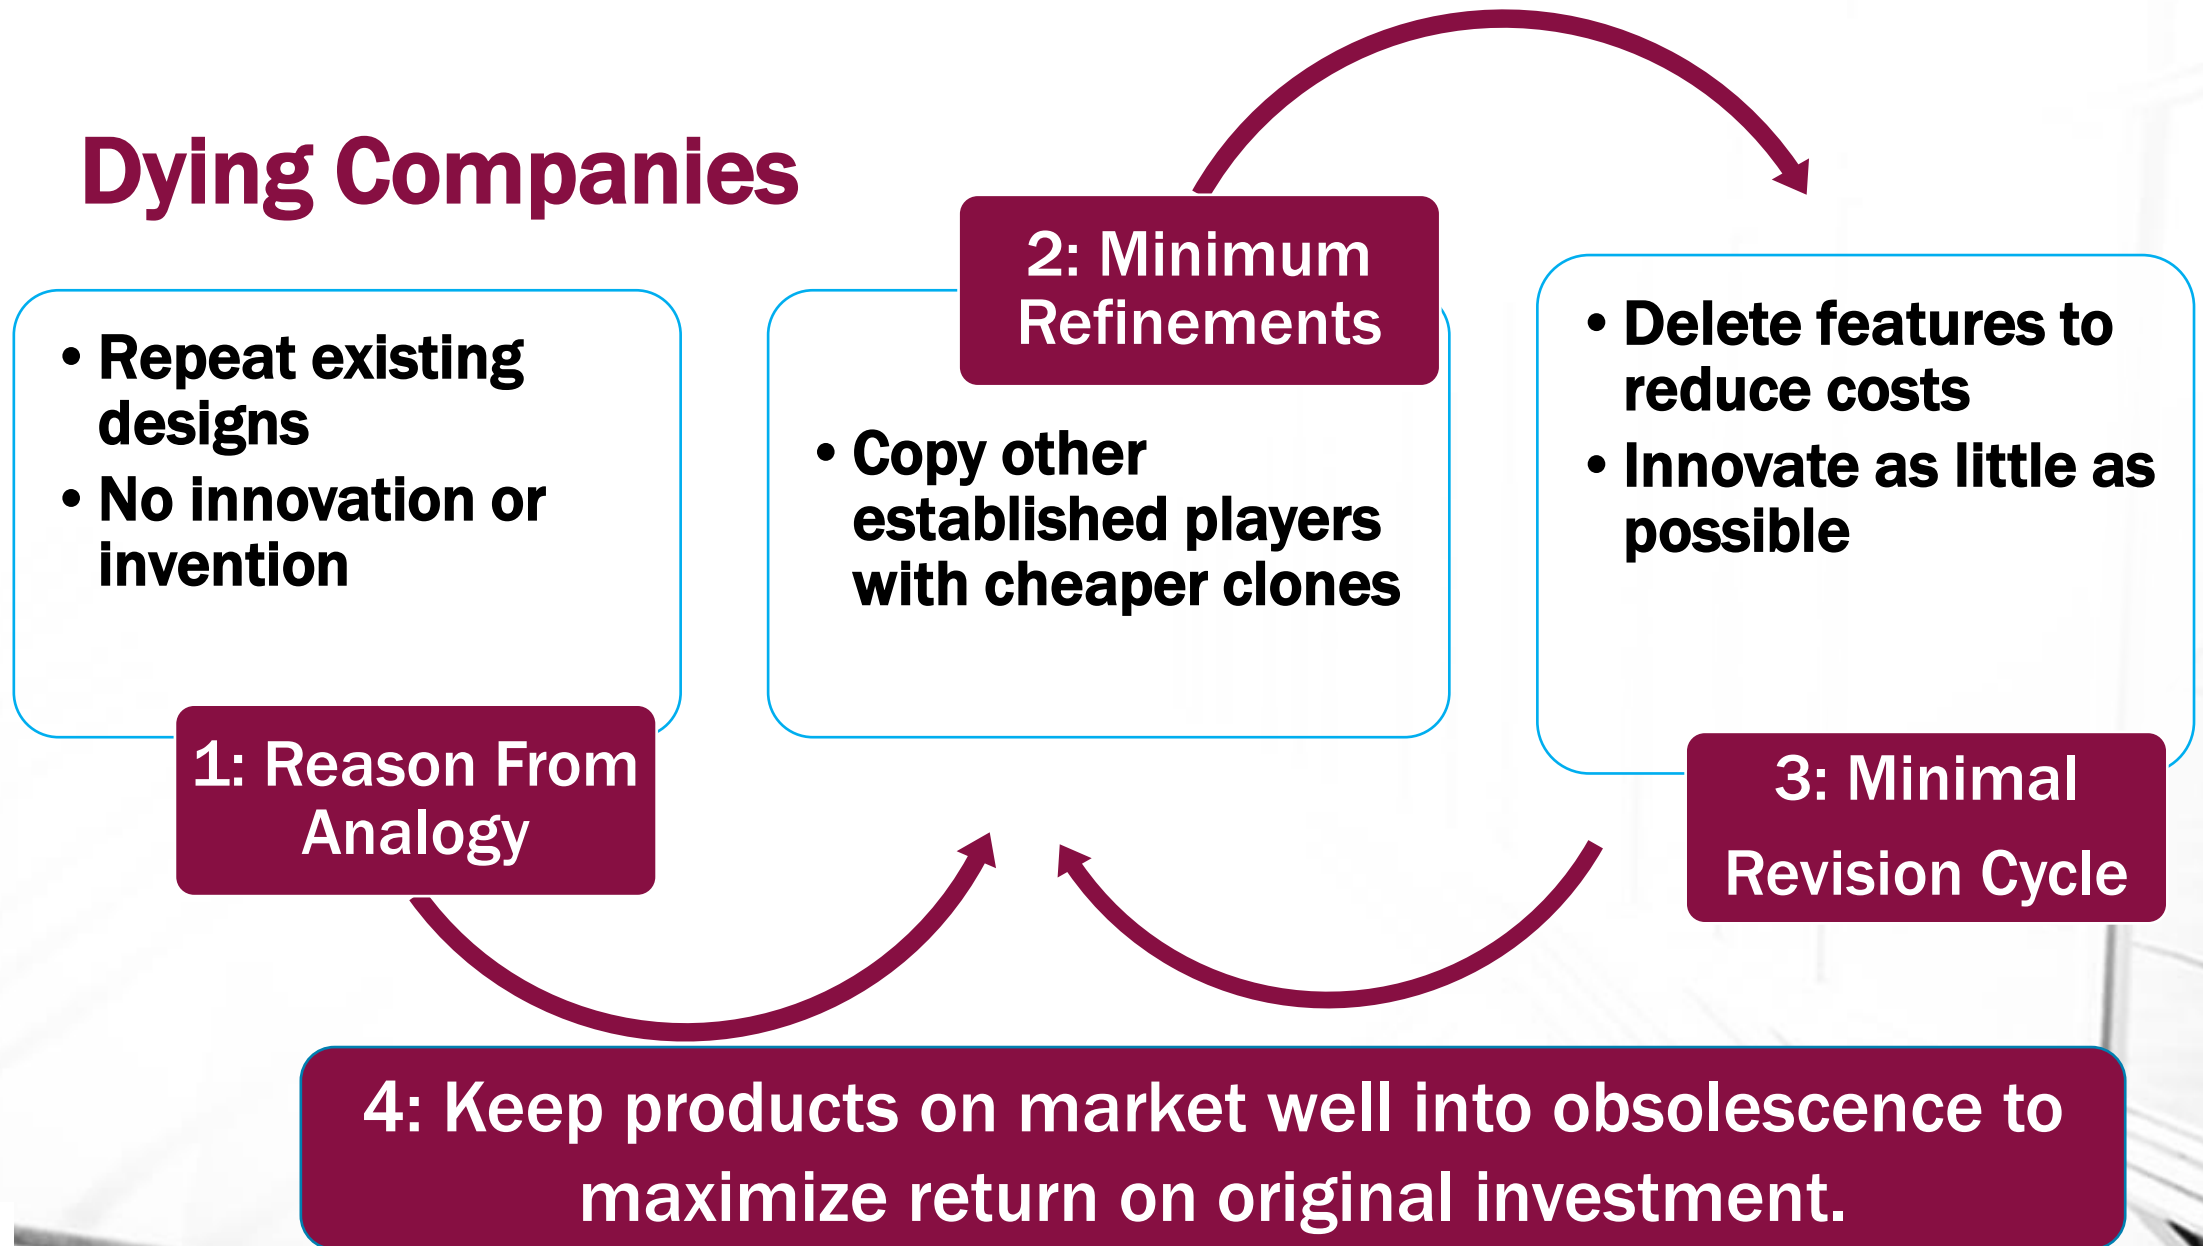 Dying Companies
• Repeat existing
designs
• No innovation or
invention
1: Reason From
Analogy
2: Minimum
Refinements
• Copy other
established players
with cheaper clones
• Delete features to
reduce costs
• Innovate as little as
possible
3: Minimal
Revision Cycle
4: Keep products on market well into obsolescence to
maximize return on original investment.